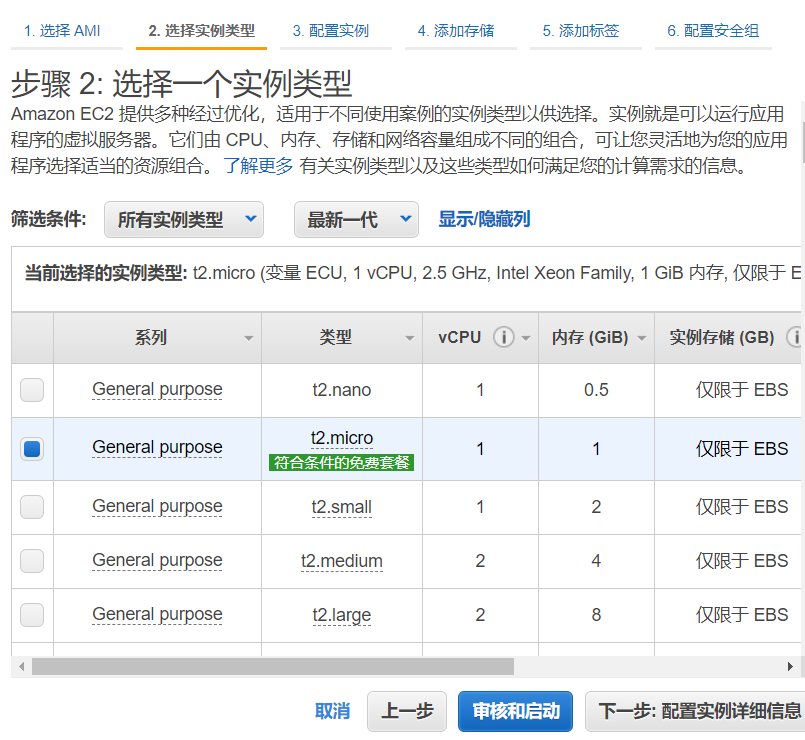 1. 选择 AMI 2. 选择实例类型 3. 配置实例 4. 添加存储 5. 添加标签 6. 配置安全组
步骤 2: 选择一个实例类型
Amazon EC2 提供多种经过优化，适用于不同使用案例的实例类型以供选择。实例就是可以运行应用
程序的虚拟服务器。它们由 CPU、内存、存储和网络容量组成不同的组合，可让您灵活地为您的应用
程序选择适当的资源组合。 了解更多 有关实例类型以及这些类型如何满足您的计算需求的信息。
筛选条件: 所有实例类型 最新一代 显示/隐藏列
当前选择的实例类型: t2.micro (变量 ECU, 1 vCPU, 2.5 GHz, Intel Xeon Family, 1 GiB 内存, 仅限于 E
系列 类型 vCPU i 内存 (GiB) 实例存储 (GB) i
General purpose t2.nano 1 0.5 仅限于 EBS
General purpose t2.micro 1 1 仅限于 EBS
符合条件的免费套餐
General purpose t2.small 1 2 仅限于 EBS
General purpose t2.medium 2 4 仅限于 EBS
General purpose t2.large 2 8 仅限于 EBS
取消 上一步 审核和启动 下一步: 配置实例详细信息